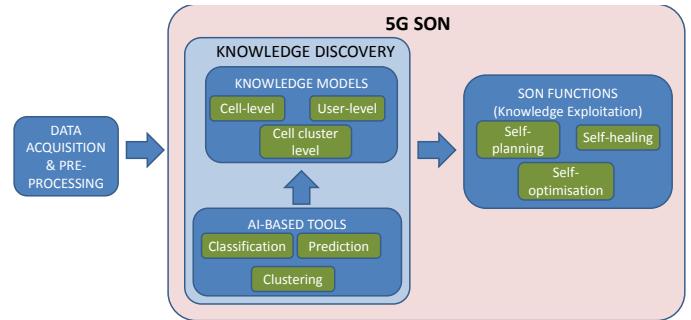 5G SON
KNOWLEDGE DISCOVERY
KNOWLEDGE MODELS
Cell-level
User-level
Cell cluster
level
AI-BASED TOOLS
Classification
Prediction
Clustering
DATA
ACQUISITION
& PRE-
PROCESSING
SON FUNCTIONS
(Knowledge Exploitation)
Self-
planning
Self-healing
Self-
optimisation